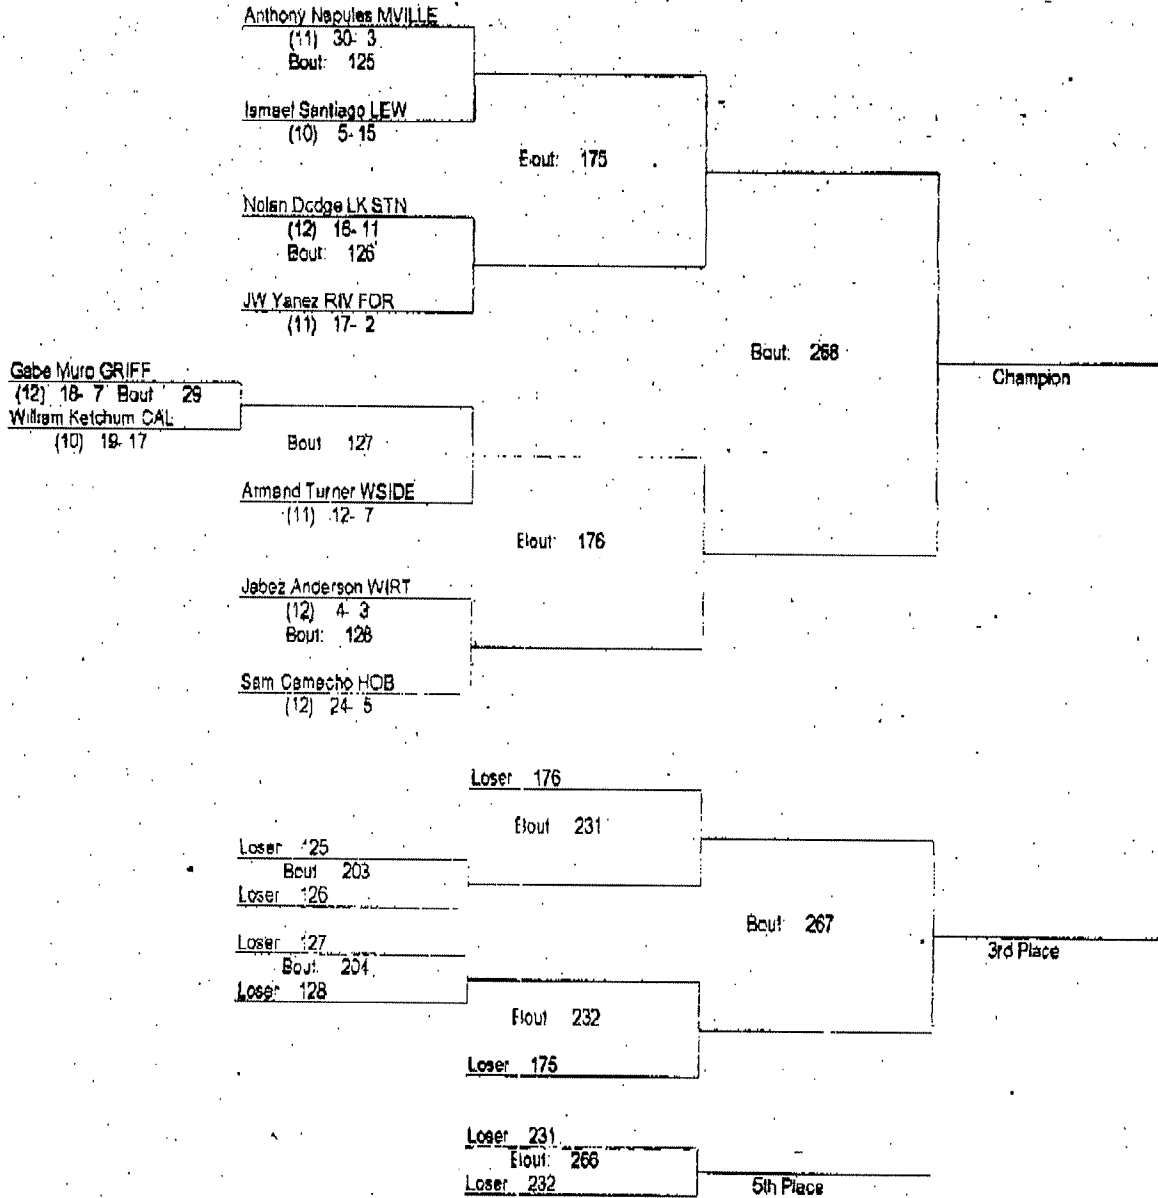 Anthony Napules MVILLE
(11) 30- 3
Bout: 125
Ismael Santiago LEW
(10) 5-15
Bout: 175
Nolan Dodge LK STN
(12) 16-11
Bout: 126
JW Yanez RIV FOR
(11) 17- 2
Bout: 268
Champion
Gabe Muro GRIFF
(12) 18- 7 Bout 29
William Ketchum CAL
(10) 19-17
Bout 127
Armand Turner WSIDE
(11) 12- 7
Bout: 176
Jabez Anderson WIRT
(12) 4- 3
Bout: 128
Sam Camacho HOB
(12) 24- 5
Loser 176
Bout 231
Loser 125
Bout 203
Loser 126
Bout: 267
Loser 127
Bout 204
Loser 128
3rd Place
Bout 232
Loser 175
Loser 231
Bout: 266
Loser 232
5th Place